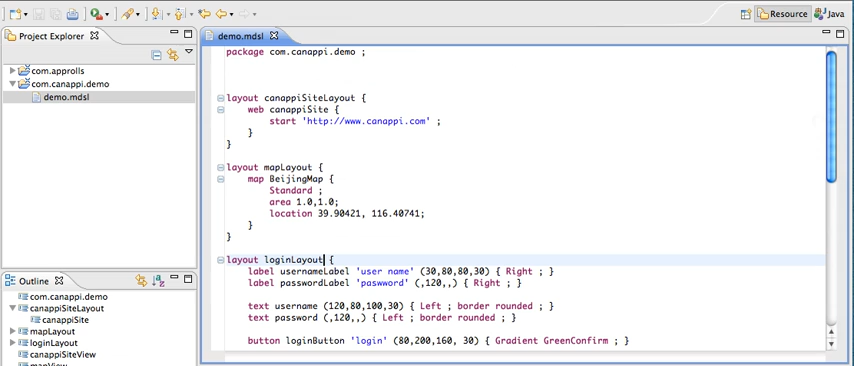 Resource
Java
Project Explorer
com.approlls
com.canappi.demo
demo.mdsl
Outline
com.canappi.demo
canappiSiteLayout
canappiSite
mapLayout
loginLayout
canappiSiteView
mapView
demo.mdsl
package com.canappi.demo ;
layout canappiSiteLayout {
web canappiSite {
start 'http://www.canappi.com' ;
}
}
layout mapLayout {
map BeijingMap {
Standard ;
area 1.0,1.0;
location 39.90421, 116.40741;
}
}
layout loginLayout {
label usernameLabel 'user name' (30,80,80,30) { Right ; }
label passwordLabel 'paswword' (,120,,) { Right ; }
text username (120,80,100,30) { Left ; border rounded ; }
text password (,120,,) { Left ; border rounded ; }
button loginButton 'login' (80,200,160, 30) { Gradient GreenConfirm ; }